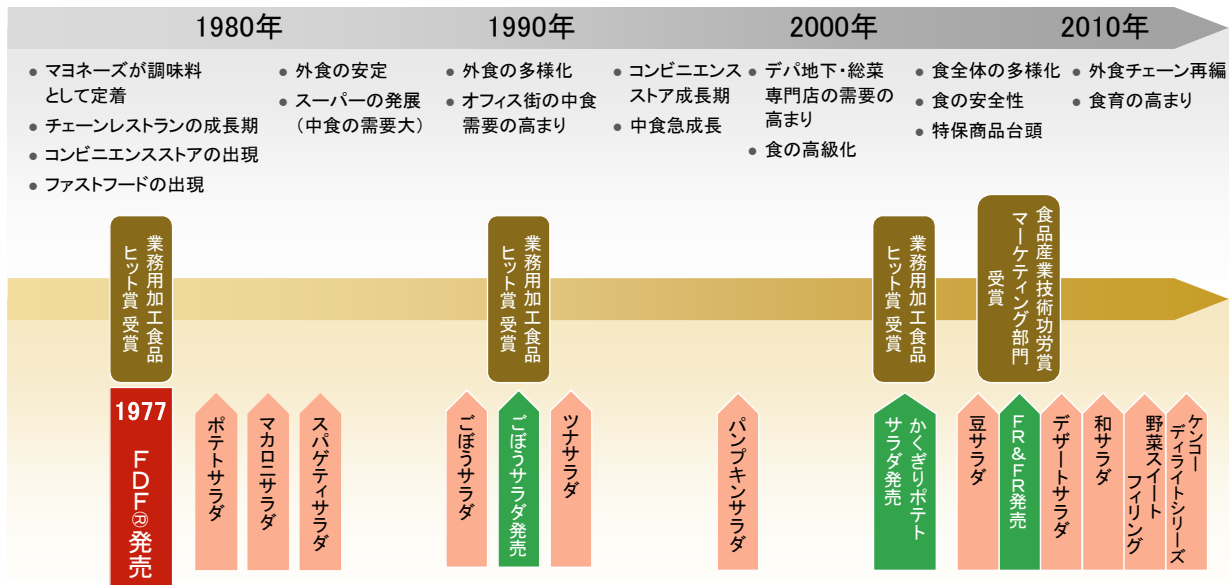 1980年
1990年
2000年
2010年
● マヨネーズが調味料
として定着
● チェーンレストランの成長期
● コンビニエンスストアの出現
● ファストフードの出現
● 外食の安定
● スーパーの発展
（中食の需要大）
● 外食の多様化
● オフィス街の中食
需要の高まり
● コンビニエンス
ストア成長期
● 中食急成長
● デパ地下・総菜
専門店の需要の
高まり
● 食の高級化
● 食全体の多様化
● 食の安全性
● 特保商品台頭
● 外食チェーン再編
● 食育の高まり
業務用加工食品
ヒット賞 受賞
業務用加工食品
ヒット賞 受賞
業務用加工食品
ヒット賞 受賞
食品産業技術功労賞
マーケティング部門
受賞
1977
FDF®発売
ポテトサラダ
マカロニサラダ
スパゲティサラダ
ごぼうサラダ
ごぼうサラダ発売
ツナサラダ
パンプキンサラダ
かくぎりポテト
サラダ発売
豆サラダ
FR&FR発売
デザートサラダ
和サラダ
野菜スイート
フィリング
ケンコー
ディライトシリーズ